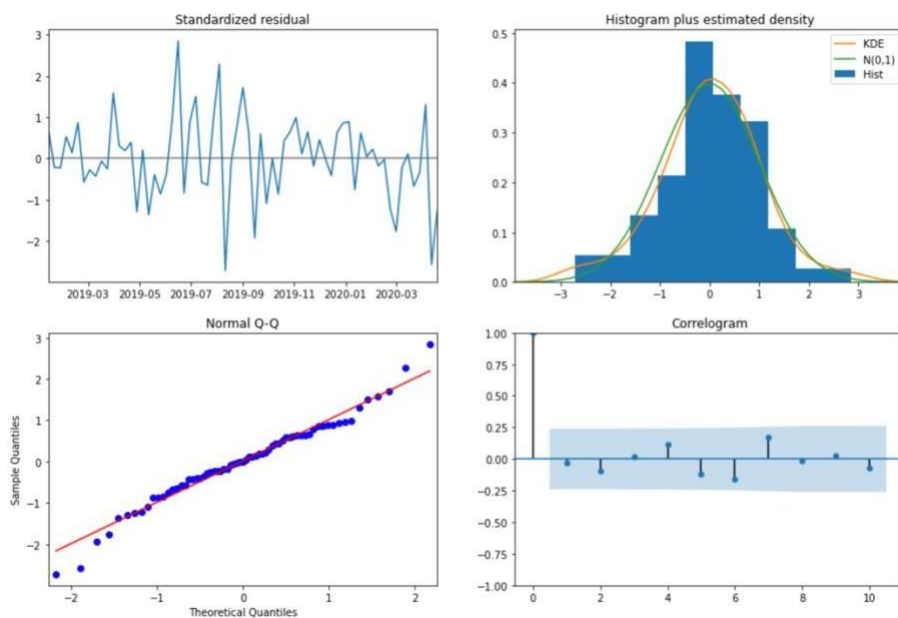 Standardized residual
3
2
1
0
−1
−2
2019-03 2019-05 2019-07 2019-09 2019-11 2020-01 2020-03
Histogram plus estimated density
KDE
N(0,1)
Hist
0.5
0.4
0.3
0.2
0.1
0.0
−3 −2 −1 0 1 2 3
Normal Q-Q
Sample Quantiles
3
2
1
0
−1
−2
−2 −1 0 1 2
Theoretical Quantiles
Correlogram
1.00
0.75
0.50
0.25
0.00
−0.25
−0.50
−0.75
−1.00
0 2 4 6 8 10